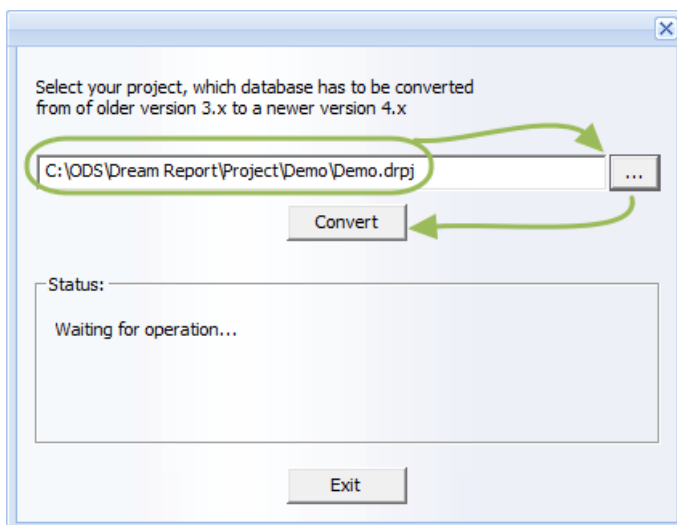 Select your project, which database has to be converted
from of older version 3.x to a newer version 4.x
C:\ODS\Dream Report\Project\Demo\Demo.drpj
...
Convert
Status:
Waiting for operation...
Exit